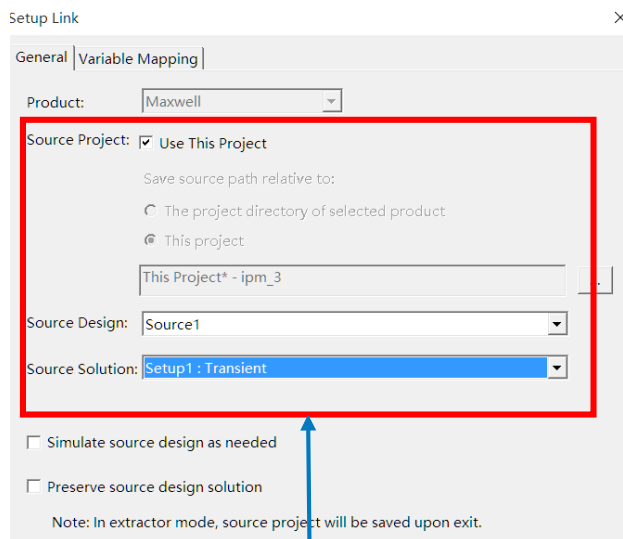 Setup Link
General Variable Mapping
Product: Maxwell
Source Project: Use This Project
Save source path relative to:
The project directory of selected product
This project
This Project* - ipm_3
Source Design: Source1
Source Solution: Setup1 : Transient
Simulate source design as needed
Preserve source design solution
Note: In extractor mode, source project will be saved upon exit.